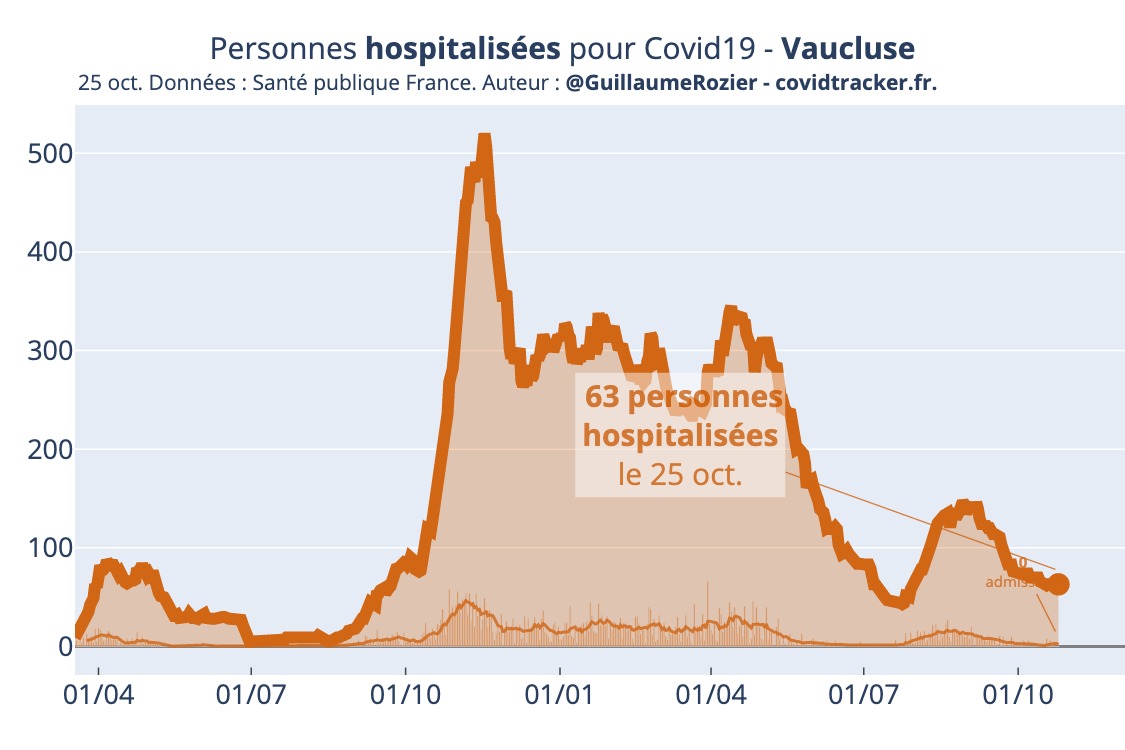 Personnes hospitalisées pour Covid19 - Vaucluse
25 oct. Données : Santé publique France. Auteur : @GuillaumeRozier - covidtracker.fr.
500
400
300
200
100
0
63 personnes
hospitalisées
le 25 oct.
01/04
01/07
01/10
01/01
01/04
01/07
01/10